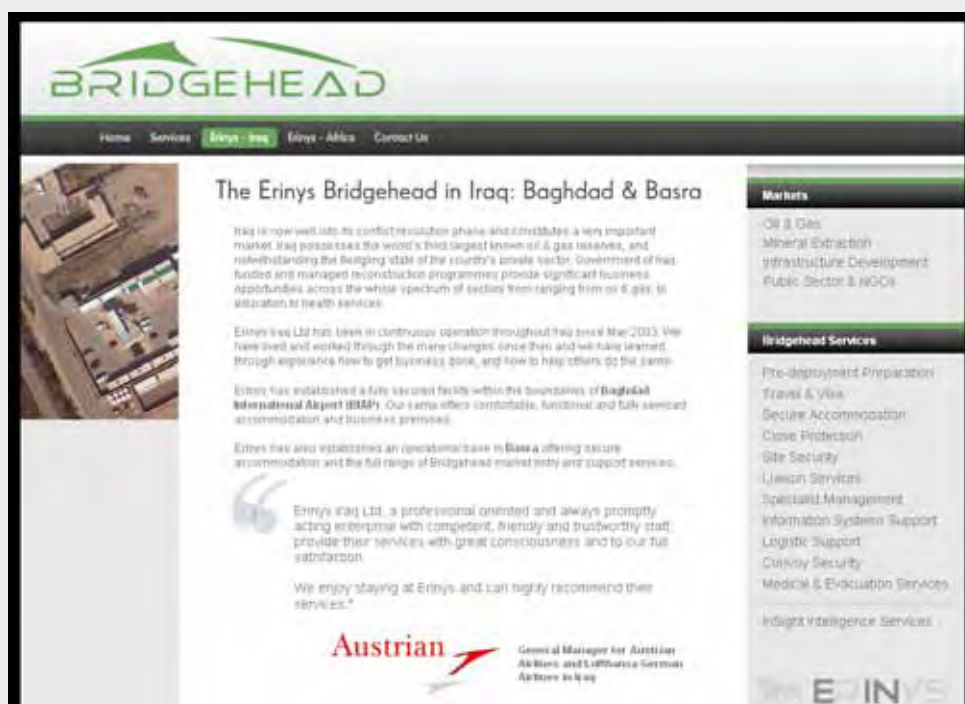 BRIDGEHEAD
Home Services Erinys - Iraq Erinys - Africa Contact Us
The Erinys Bridgehead in Iraq: Baghdad & Basra
Iraq is now well into its conflict resolution phase and constitutes a very important
market. Iraq possesses the world's third largest known oil & gas reserves, and
notwithstanding the fledgling state of the country's private sector, Government of Iraq
funded and managed reconstruction programmes provide significant business
opportunities across the whole spectrum of sectors from ranging from oil & gas, to
education to health services.
Erinys Iraq Ltd has been in continuous operation throughout Iraq since May 2003. We
have lived and worked through the many changes since then and we have learned
through experience how to get business done, and how to help others do the same.
Erinys has established a fully secured facility within the boundaries of Baghdad
International Airport (BIAP). Our camp offers comfortable, functional and fully serviced
accommodation and business premises.
Erinys has also established an operational base in Basra offering secure
accommodation and the full range of Bridgehead market entry and support services.
“
Erinys Iraq Ltd, a professional oriented and always promptly
acting enterprise with competent, friendly and trustworthy staff,
provide their services with great consciousness and to our full
satisfaction.
We enjoy staying at Erinys and can highly recommend their
services."
Austrian
General Manager for Austrian
Airlines and Lufthansa German
Airlines in Iraq
Markets
Oil & Gas
Mineral Extraction
Infrastructure Development
Public Sector & NGOs
Bridgehead Services
Pre-deployment Preparation
Travel & Visa
Secure Accommodation
Close Protection
Site Security
Liaison Services
Specialist Management
Information Systems Support
Logistic Support
Convoy Security
Medical & Evacuation Services
InSight Intelligence Services
ERINYS